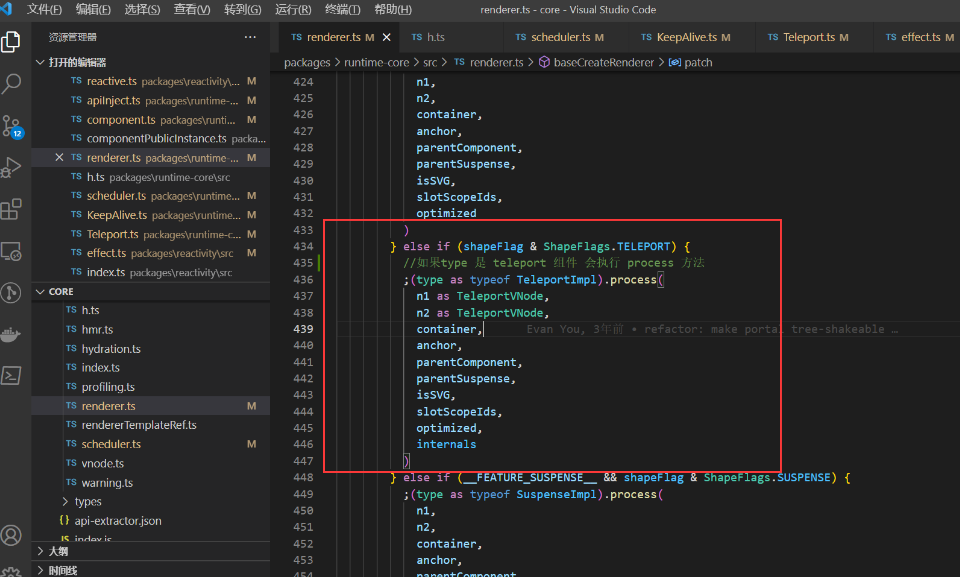 文件(F) 编辑(E) 选择(S) 查看(V) 转到(G) 运行(R) 终端(T) 帮助(H) renderer.ts - core - Visual Studio Code
资源管理器 ···
打开的编辑器
TS reactive.ts packages\reactivity\... M
TS apiInject.ts packages\runtime-... M
TS component.ts packages\runti... M
TS componentPublicInstance.ts packa...
TS renderer.ts packages\runtime-... M
TS h.ts packages\runtime-core\src
TS scheduler.ts packages\runtime... M
TS KeepAlive.ts packages\runtime... M
TS Teleport.ts packages\runtime-c... M
TS effect.ts packages\reactivity\src M
TS index.ts packages\reactivity\src
12
CORE
TS h.ts
TS hmr.ts
TS hydration.ts
TS index.ts
TS profiling.ts
TS renderer.ts M
TS rendererTemplateRef.ts
TS scheduler.ts M
TS vnode.ts
TS warning.ts
types
{} api-extractor.json
JS index.js
大纲
时间线
TS renderer.ts M TS h.ts TS scheduler.ts M TS KeepAlive.ts M TS Teleport.ts M TS effect.ts M
packages > runtime-core > src > TS renderer.ts > baseCreateRenderer > patch
424 n1,
425 n2,
426 container,
427 anchor,
428 parentComponent,
429 parentSuspense,
430 isSVG,
431 slotScopeIds,
432 optimized
433 )
434 } else if (shapeFlag & ShapeFlags.TELEPORT) {
435 //如果type 是 teleport 组件 会执行 process 方法
436 ;(type as typeof TeleportImpl).process(
437 n1 as TeleportVNode,
438 n2 as TeleportVNode,
439 container, Evan You, 3年前 • refactor: make portal tree-shakeable …
440 anchor,
441 parentComponent,
442 parentSuspense,
443 isSVG,
444 slotScopeIds,
445 optimized,
446 internals
447 )
448 } else if (__FEATURE_SUSPENSE__ && shapeFlag & ShapeFlags.SUSPENSE) {
449 ;(type as typeof SuspenseImpl).process(
450 n1,
451 n2,
452 container,
453 anchor,
454 parentComponent